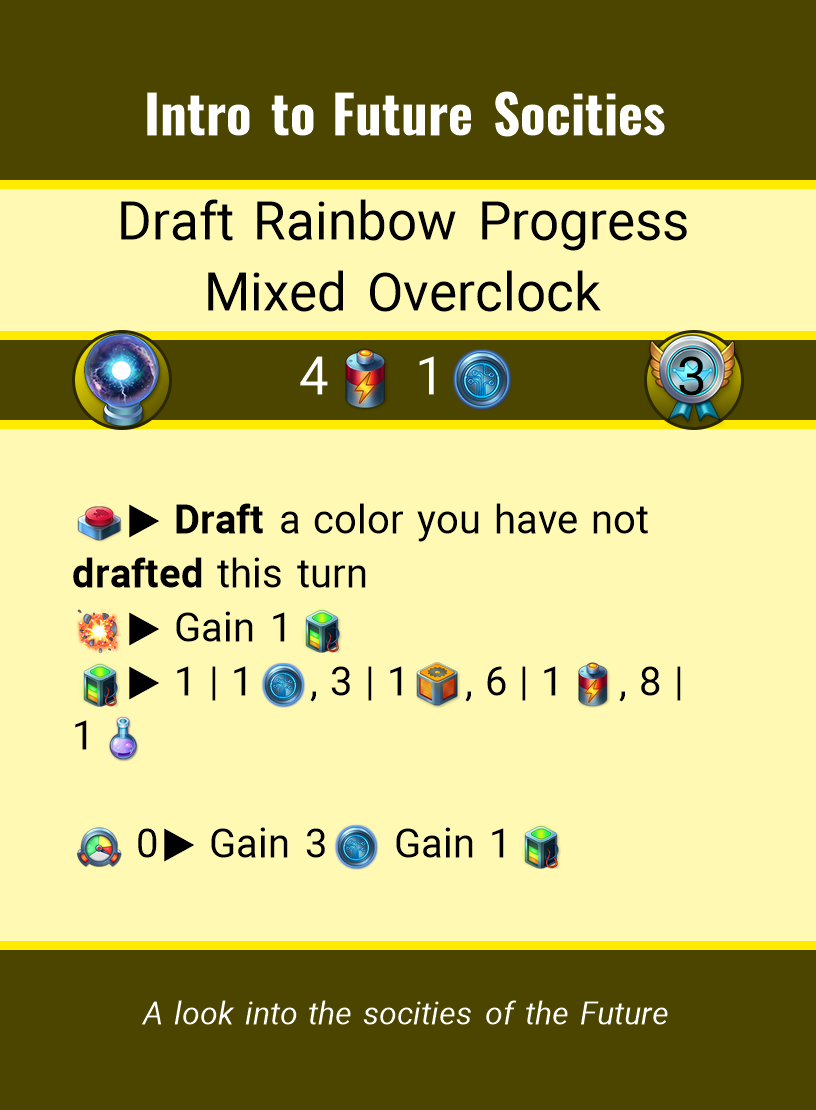 Intro to Future Socities
Draft Rainbow Progress
Mixed Overclock
4 1 3
▶ Draft a color you have not
drafted this turn
▶ Gain 1
▶ 1 | 1 , 3 | 1 , 6 | 1 , 8 |
1
0▶ Gain 3 Gain 1
A look into the socities of the Future